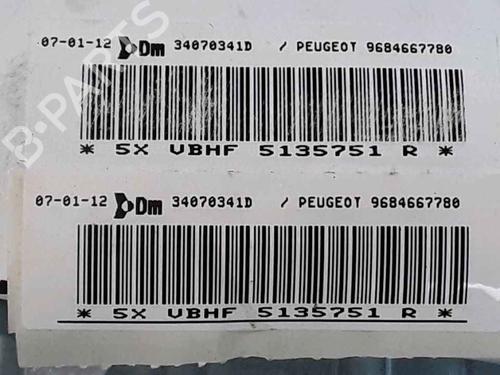 07-01-12 Dm 34070341D / PEUGEOT 9684667780
* 5X VBHF 5135751 R *
07-01-12 Dm 34070341D / PEUGEOT 9684667780
* 5X VBHF 5135751 R *
B-PARTS